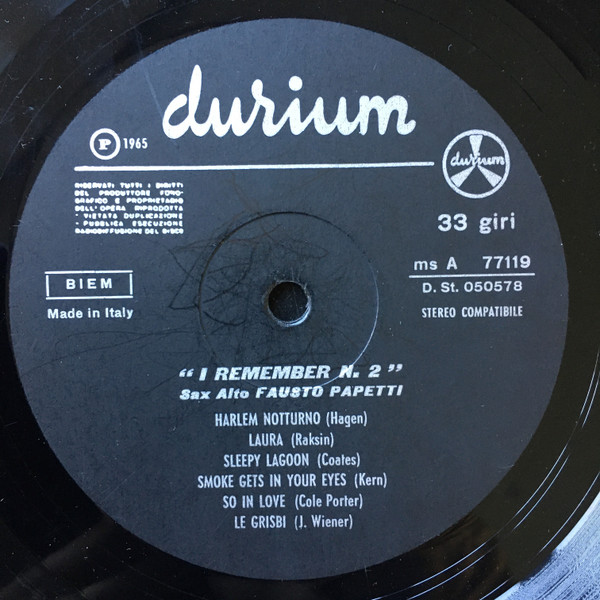 durium
P 1965
durium
RISERVATI TUTTI I DIRITTI
DEL PRODUTTORE FONO-
GRAFICO E PROPRIETARIO
DELL'OPERA RIPRODOTTA
- VIETATA DUPLICAZIONE
- PUBBLICA ESECUZIONE
RADIODIFFUSIONE DEL DISCO
33 giri
BIEM
Made in Italy
ms A 77119
D. St. 050578
STEREO COMPATIBILE
“I REMEMBER N. 2”
Sax Alto FAUSTO PAPETTI
HARLEM NOTTURNO (Hagen)
LAURA (Raksin)
SLEEPY LAGOON (Coates)
SMOKE GETS IN YOUR EYES (Kern)
SO IN LOVE (Cole Porter)
LE GRISBI (J. Wiener)